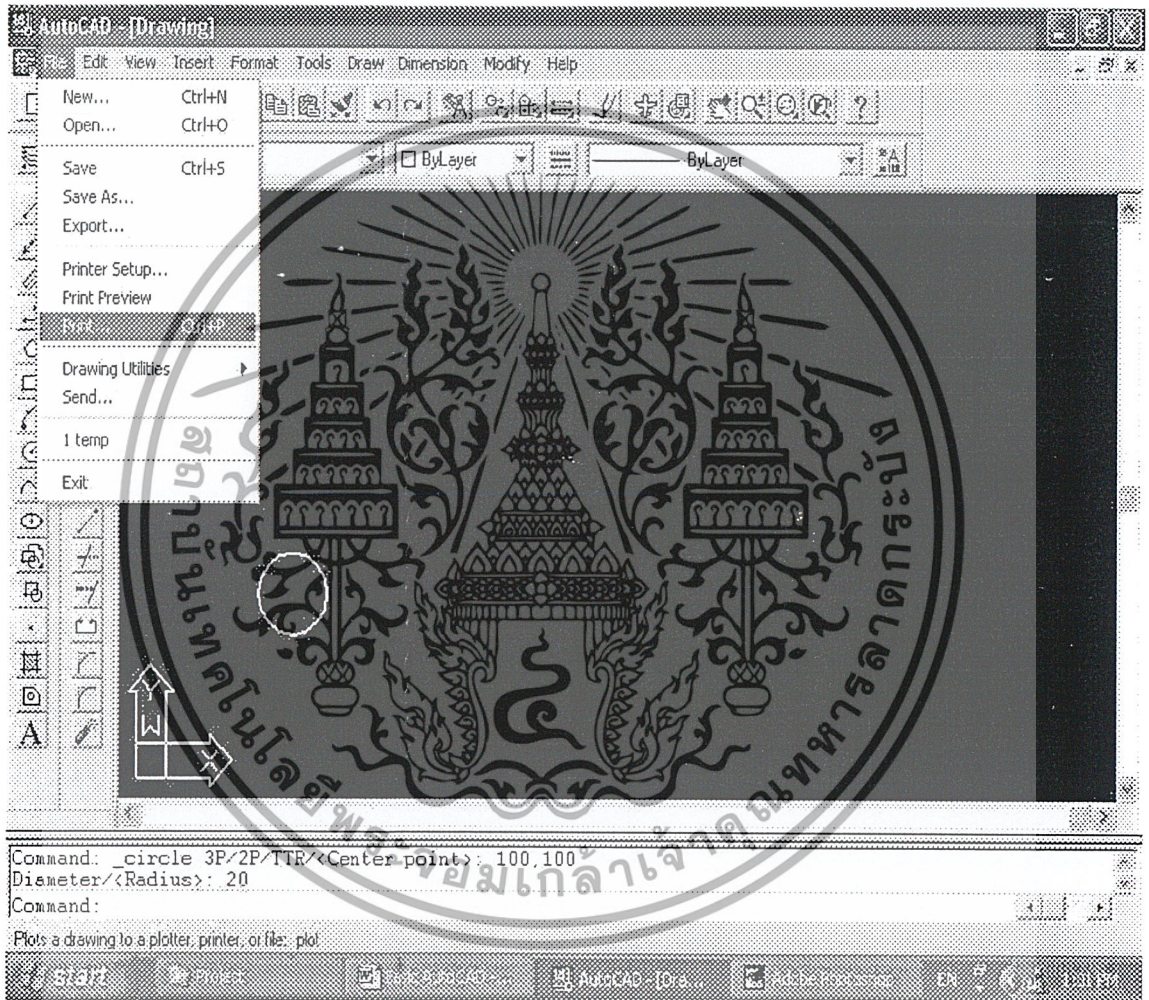 AutoCAD - [Drawing]
File Edit View Insert Format Tools Draw Dimension Modify Help
New... Ctrl+N
Open... Ctrl+O
Save Ctrl+S
Save As...
Export...
Printer Setup...
Print Preview
Print... Ctrl+P
Drawing Utilities
Send...
1 temp
Exit
ByLayer
ByLayer
A
Y
W
X
สถาบันเทคโนโลยีพระจอมเกล้าเจ้าคุณทหารลาดกระบัง
Command: _circle 3P/2P/TTR/<Center point>: 100,100
Diameter/<Radius>: 20
Command:
Plots a drawing to a plotter, printer, or file: plot
start Project AutoCAD - [Dra... Adobe Photoshop EN